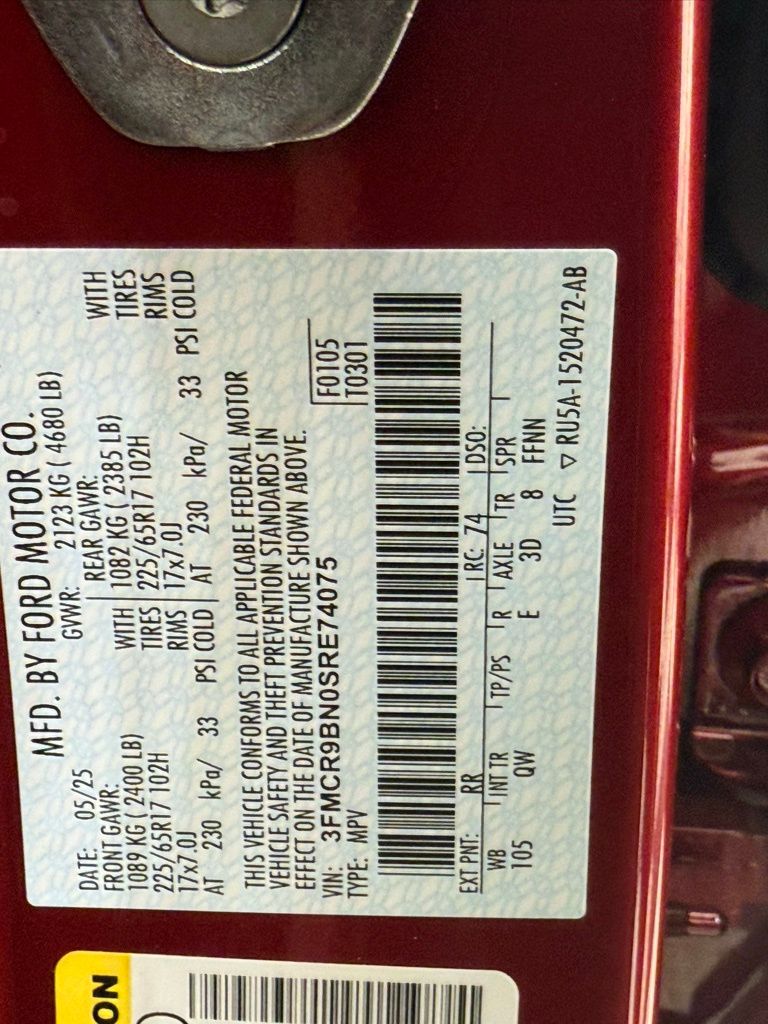 MFD. BY FORD MOTOR CO.
DATE: 05/25 GVWR: 2123 KG ( 4680 LB)
FRONT GAWR: REAR GAWR:
1089 KG ( 2400 LB) WITH 1082 KG ( 2385 LB) WITH
225/65R17 102H TIRES 225/65R17 102H TIRES
17x7.0J RIMS 17x7.0J RIMS
AT 230 kPa/ 33 PSI COLD AT 230 kPa/ 33 PSI COLD
THIS VEHICLE CONFORMS TO ALL APPLICABLE FEDERAL MOTOR
VEHICLE SAFETY AND THEFT PREVENTION STANDARDS IN
EFFECT ON THE DATE OF MANUFACTURE SHOWN ABOVE.
VIN: 3FMCR9BN0SRE74075 F0105
TYPE: MPV T0301
EXT PNT: RR RC: 74 DSO:
WB INT TR TP/PS R AXLE TR SPR
105 QW E 3D 8 FFNN
UTC ▽ RU5A-1520472-AB
ON